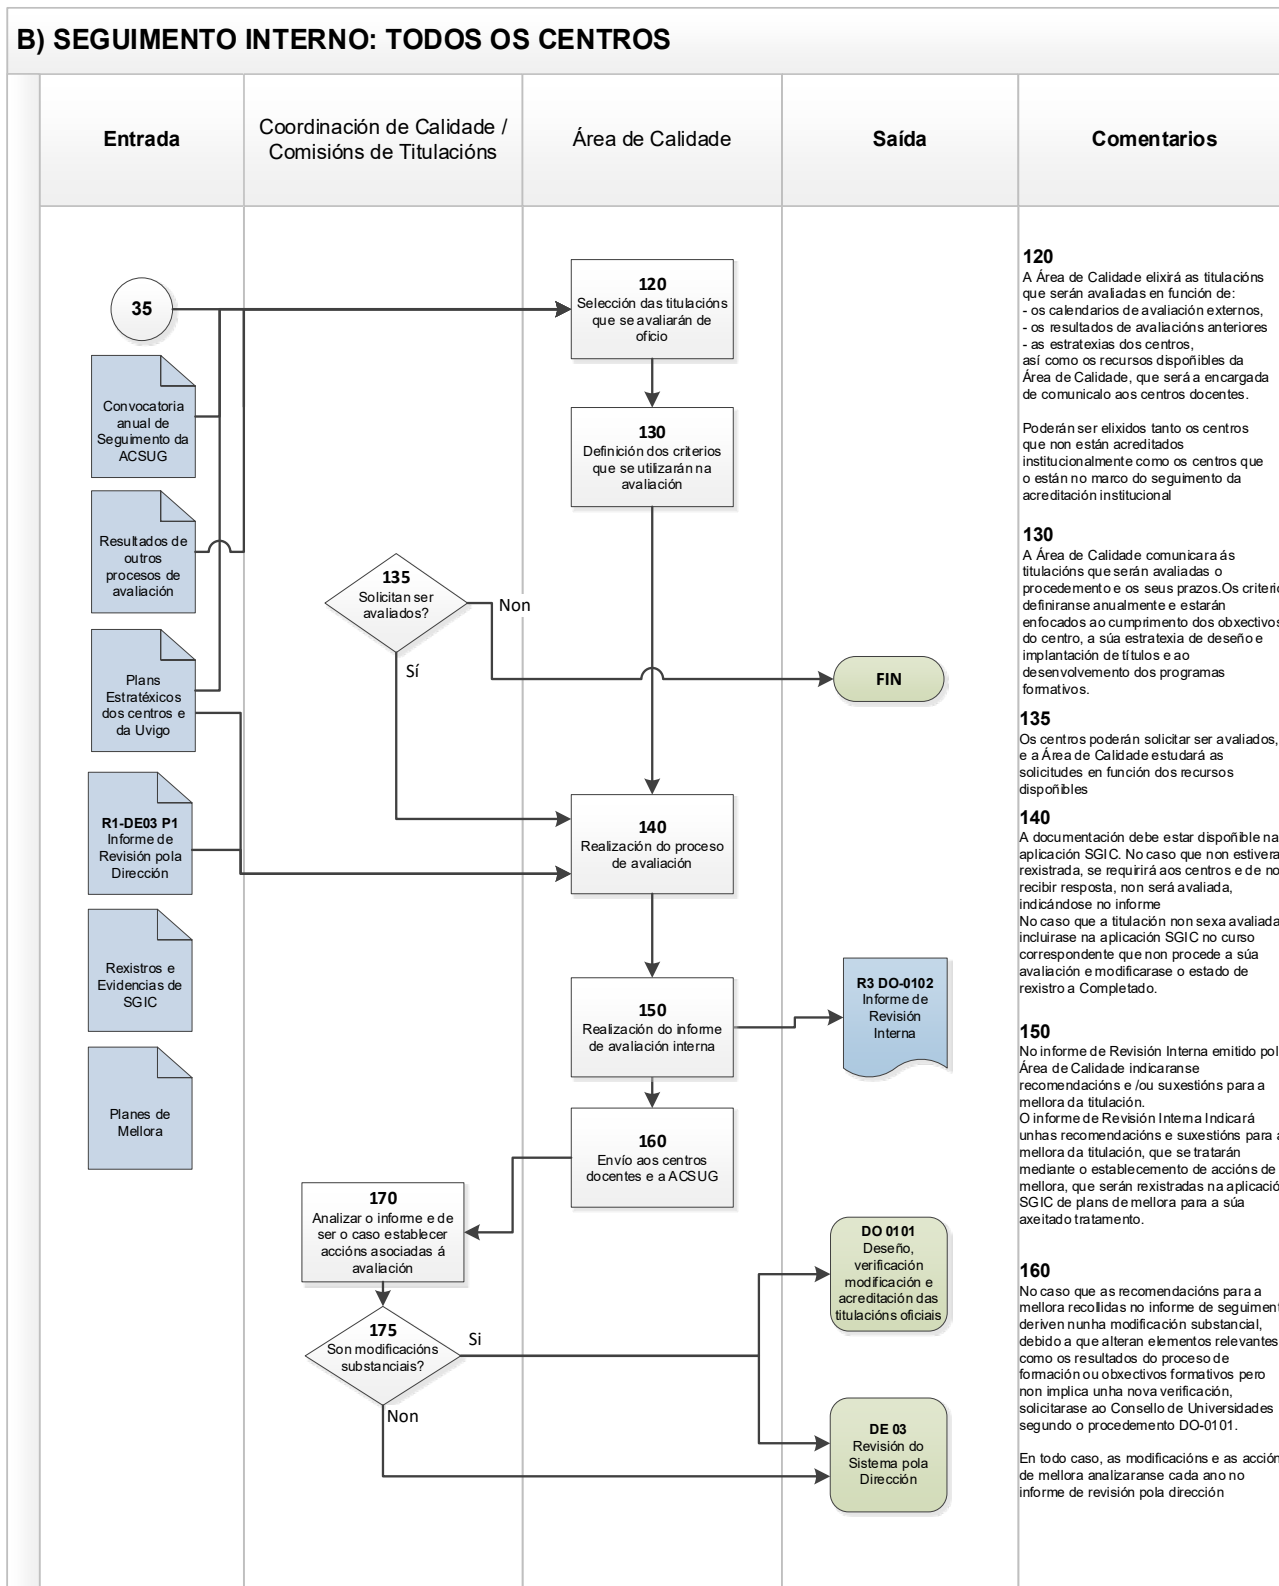 B) SEGUIMENTO INTERNO: TODOS OS CENTROS
Entrada
Coordinación de Calidade /
Comisións de Titulacións
Área de Calidade
Saída
Comentarios
35
Convocatoria
anual de
Seguimento da
ACSUG
Resultados de
outros
procesos de
avaliación
Plans
Estratéxicos
dos centros e
da Uvigo
R1-DE03 P1
Informe de
Revisión pola
Dirección
Rexistros e
Evidencias de
SGIC
Planes de
Mellora
135
Solicitan ser
avaliados?
Non
Sí
170
Analizar o informe e de
ser o caso establecer
accións asociadas á
avaliación
175
Son modificacións
substanciais?
Si
Non
120
Selección das titulacións
que se avaliarán de
oficio
130
Definición dos criterios
que se utilizarán na
avaliación
140
Realización do proceso
de avaliación
150
Realización do informe
de avaliación interna
160
Envío aos centros
docentes e a ACSUG
FIN
R3 DO-0102
Informe de
Revisión
Interna
DO 0101
Deseño,
verificación
modificación e
acreditación das
titulacións oficiais
DE 03
Revisión do
Sistema pola
Dirección
120
A Área de Calidade elixirá as titulacións
que serán avaliadas en función de:
- os calendarios de avaliación externos,
- os resultados de avaliacións anteriores
- as estratexias dos centros,
así como os recursos dispoñibles da
Área de Calidade, que será a encargada
de comunicalo aos centros docentes.
Poderán ser elixidos tanto os centros
que non están acreditados
institucionalmente como os centros que
o están no marco do seguimento da
acreditación institucional
130
A Área de Calidade comunicara ás
titulacións que serán avaliadas o
procedemento e os seus prazos.Os criterio
definiranse anualmente e estarán
enfocados ao cumprimento dos obxectivos
do centro, a súa estratexia de deseño e
implantación de títulos e ao
desenvolvemento dos programas
formativos.
135
Os centros poderán solicitar ser avaliados,
e a Área de Calidade estudará as
solicitudes en función dos recursos
dispoñibles
140
A documentación debe estar dispoñible na
aplicación SGIC. No caso que non estivera
rexistrada, se requirirá aos centros e de no
recibir resposta, non será avaliada,
indicándose no informe
No caso que a titulación non sexa avaliada
incluirase na aplicación SGIC no curso
correspondente que non procede a súa
avaliación e modificarase o estado de
rexistro a Completado.
150
No informe de Revisión Interna emitido pol
Área de Calidade indicaranse
recomendacións e /ou suxestións para a
mellora da titulación.
O informe de Revisión Interna Indicará
unhas recomendacións e suxestións para a
mellora da titulación, que se tratarán
mediante o establecemento de accións de
mellora, que serán rexistradas na aplicació
SGIC de plans de mellora para a súa
axeitado tratamento.
160
No caso que as recomendacións para a
mellora recollidas no informe de seguiment
deriven nunha modificación substancial,
debido a que alteran elementos relevantes
como os resultados do proceso de
formación ou obxectivos formativos pero
non implica unha nova verificación,
solicitarase ao Consello de Universidades
segundo o procedemento DO-0101.
En todo caso, as modificacións e as acción
de mellora analizaranse cada ano no
informe de revisión pola dirección